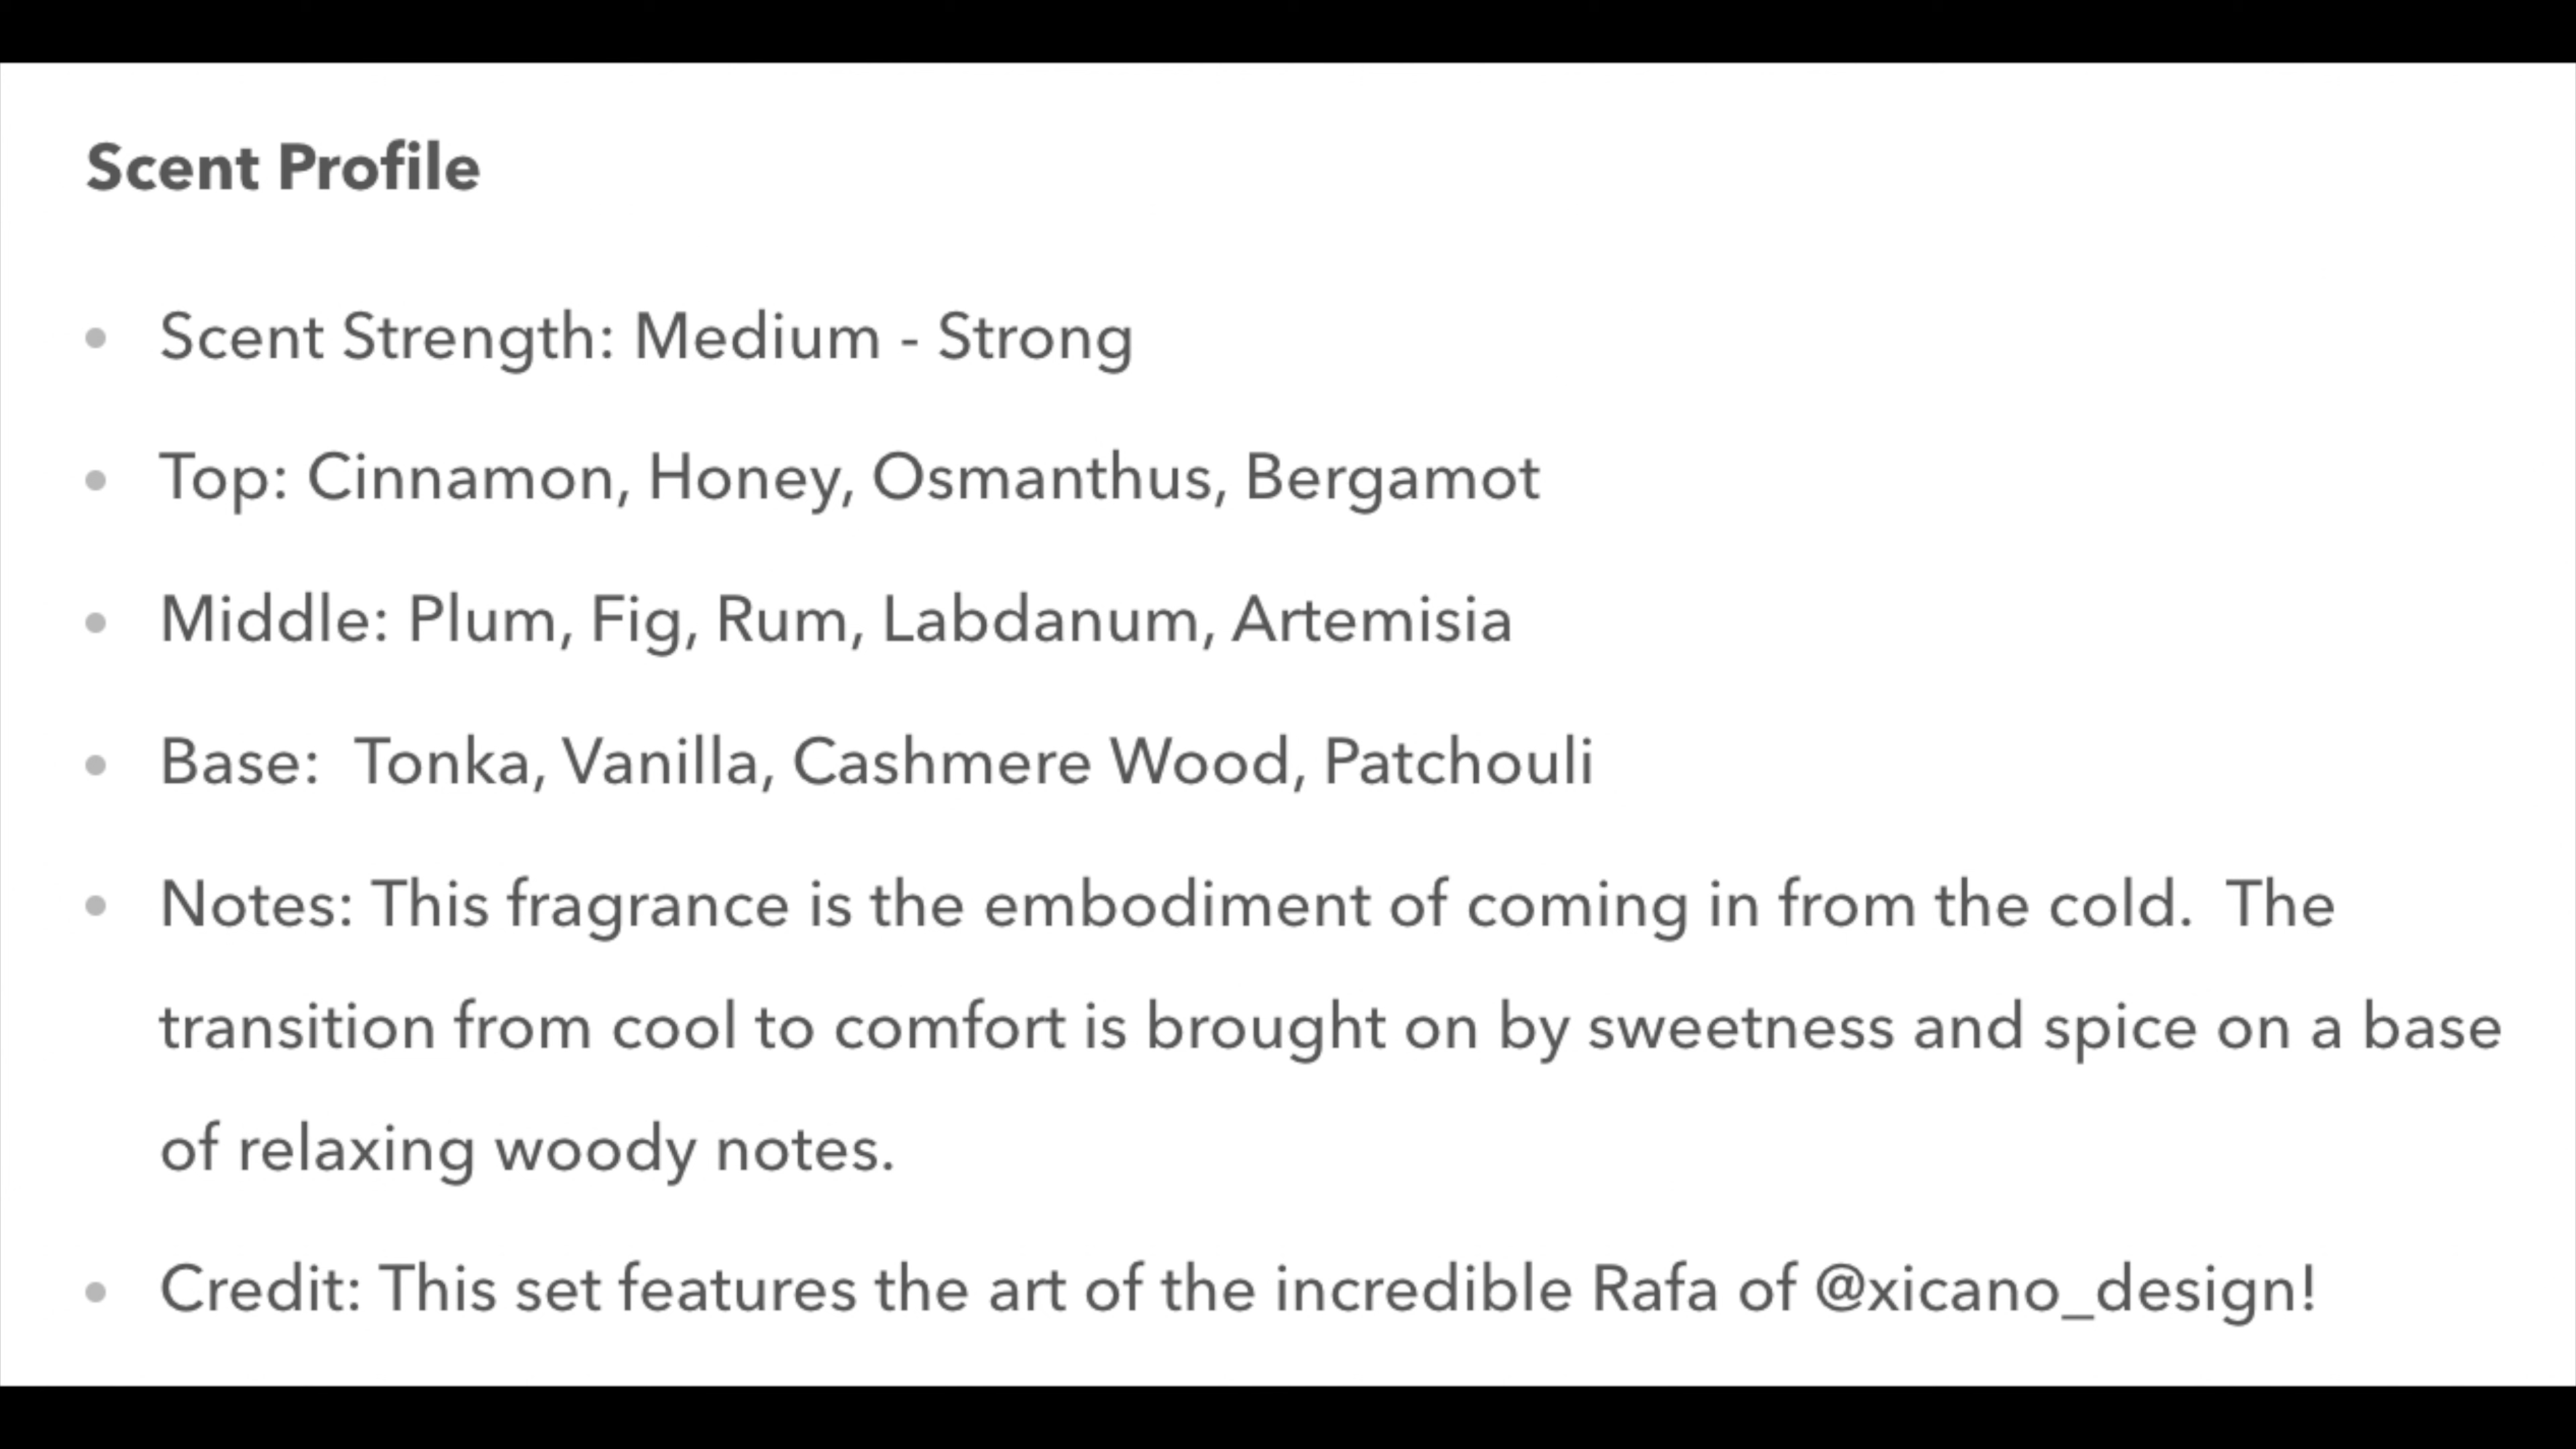 Scent Profile
• Scent Strength: Medium - Strong
• Top: Cinnamon, Honey, Osmanthus, Bergamot
• Middle: Plum, Fig, Rum, Labdanum, Artemisia
• Base:  Tonka, Vanilla, Cashmere Wood, Patchouli
• Notes: This fragrance is the embodiment of coming in from the cold.  The
transition from cool to comfort is brought on by sweetness and spice on a base
of relaxing woody notes.
• Credit: This set features the art of the incredible Rafa of @xicano_design!